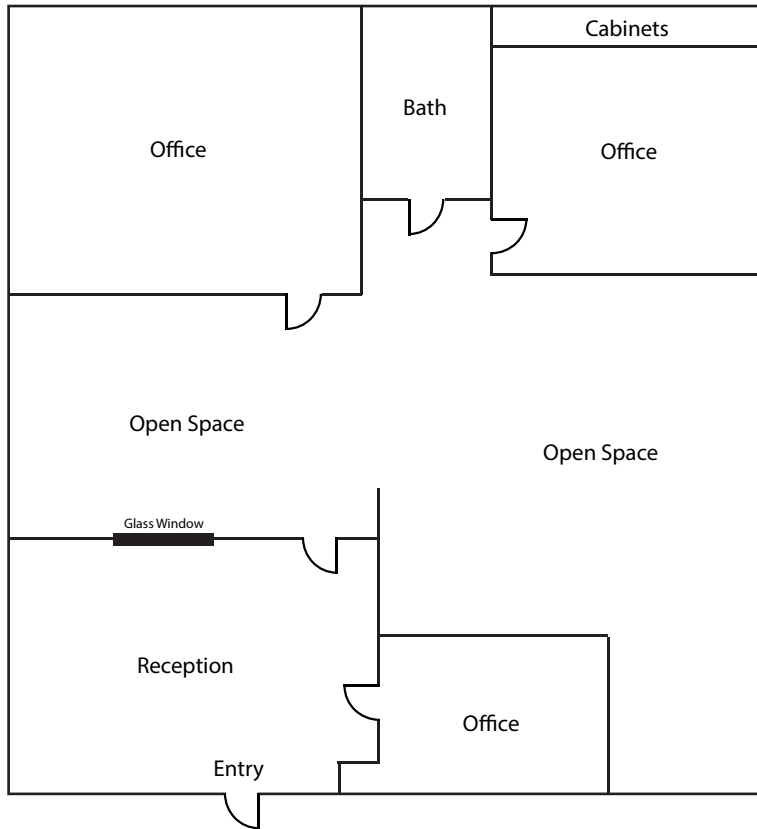 Cabinets
Bath
Office
Office
Open Space
Open Space
Glass Window
Reception
Office
Entry